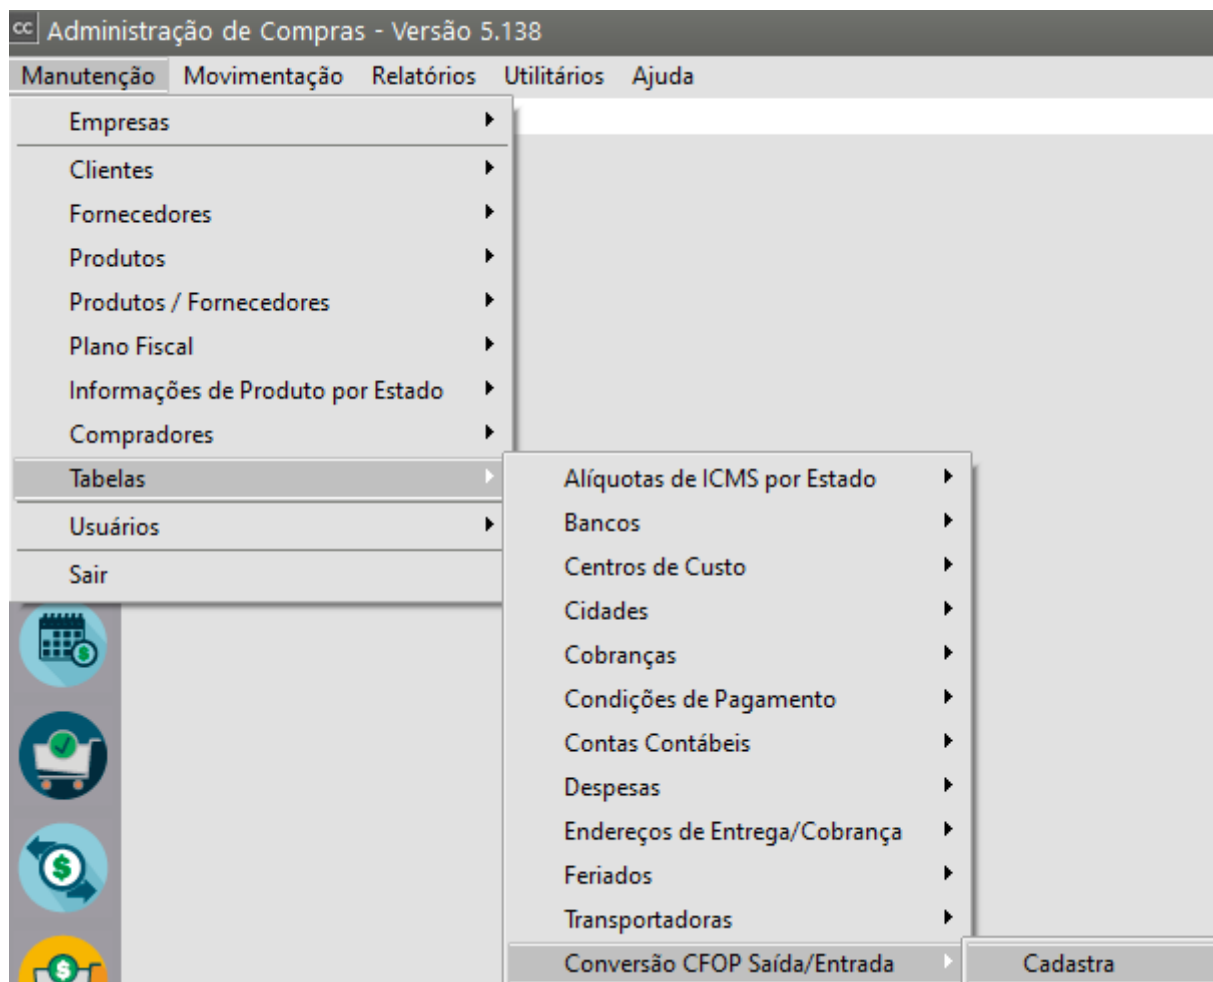 cc Administração de Compras - Versão 5.138
Manutenção Movimentação Relatórios Utilitários Ajuda
Empresas
Clientes
Fornecedores
Produtos
Produtos / Fornecedores
Plano Fiscal
Informações de Produto por Estado
Compradores
Tabelas
Usuários
Sair
Alíquotas de ICMS por Estado
Bancos
Centros de Custo
Cidades
Cobranças
Condições de Pagamento
Contas Contábeis
Despesas
Endereços de Entrega/Cobrança
Feriados
Transportadoras
Conversão CFOP Saída/Entrada
Cadastra